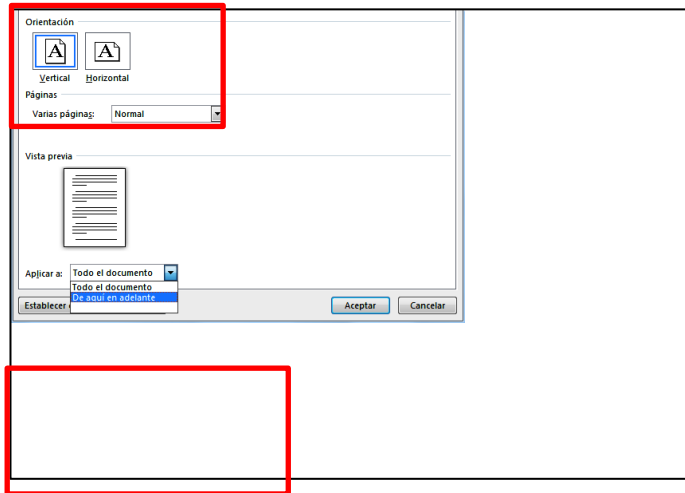 Orientación
A A
Vertical Horizontal
Páginas
Varias páginas: Normal
Vista previa
Aplicar a: Todo el documento
Todo el documento
De aquí en adelante
Establecer
Aceptar Cancelar